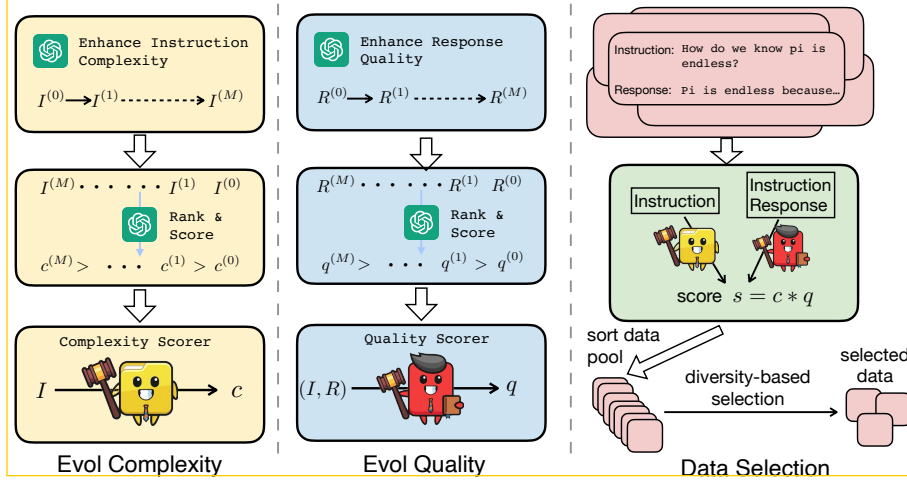 Enhance Instruction
Complexity
I^{(0)} → I^{(1)} ⇢ I^{(M)}
I^{(M)} · · · · · · I^{(1)} I^{(0)}
Rank &
Score
c^{(M)} > · · · c^{(1)} > c^{(0)}
Complexity Scorer
I → c
Evol Complexity
Enhance Response
Quality
R^{(0)} → R^{(1)} ⇢ R^{(M)}
R^{(M)} · · · · · · R^{(1)} R^{(0)}
Rank &
Score
q^{(M)} > · · · q^{(1)} > q^{(0)}
Quality Scorer
(I, R) → q
Evol Quality
Instruction: How do we know pi is
endless?
Response: Pi is endless because…
Instruction
Instruction
Response
score s = c * q
sort data
pool
diversity-based
selection
selected
data
Data Selection